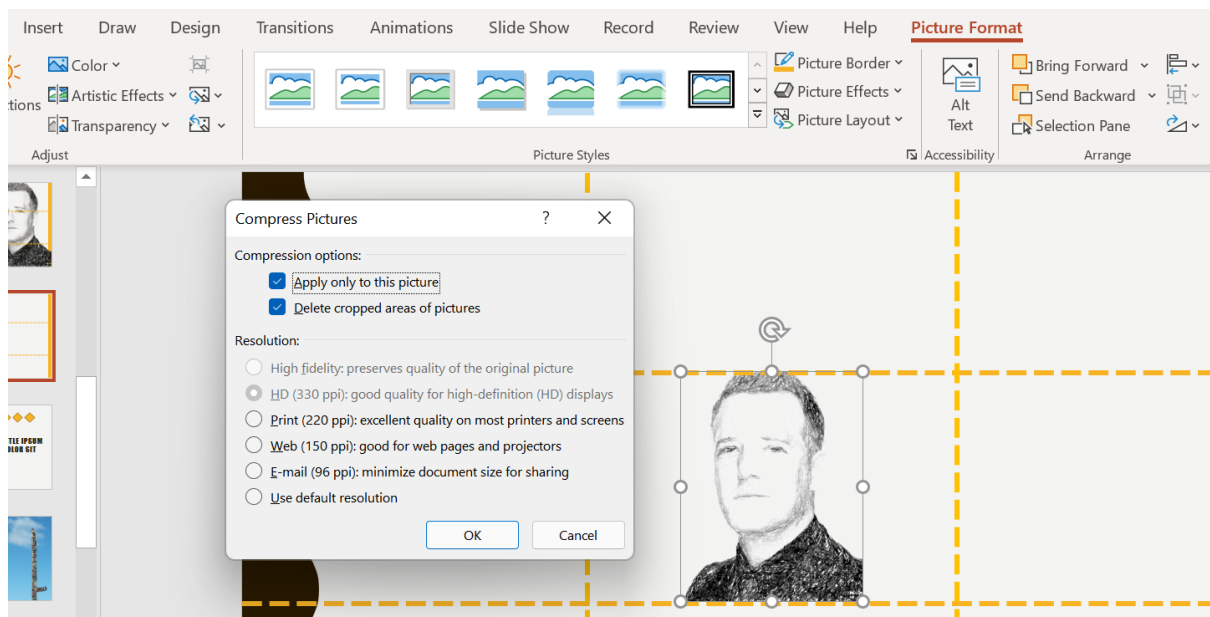 Insert Draw Design Transitions Animations Slide Show Record Review View Help Picture Format
Color
Artistic Effects
Transparency
Adjust
Picture Styles
Picture Border
Picture Effects
Picture Layout
Alt
Text
Accessibility
Bring Forward
Send Backward
Selection Pane
Arrange
Compress Pictures ?
Compression options:
Apply only to this picture
Delete cropped areas of pictures
Resolution:
High fidelity: preserves quality of the original picture
HD (330 ppi): good quality for high-definition (HD) displays
Print (220 ppi): excellent quality on most printers and screens
Web (150 ppi): good for web pages and projectors
E-mail (96 ppi): minimize document size for sharing
Use default resolution
OK Cancel